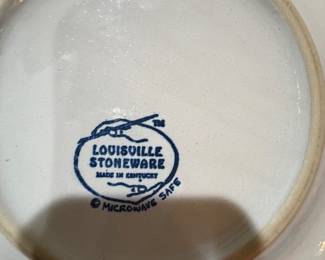 TM
LOUISVILLE
STONEWARE
MADE IN KENTUCKY
© MICROWAVE SAFE